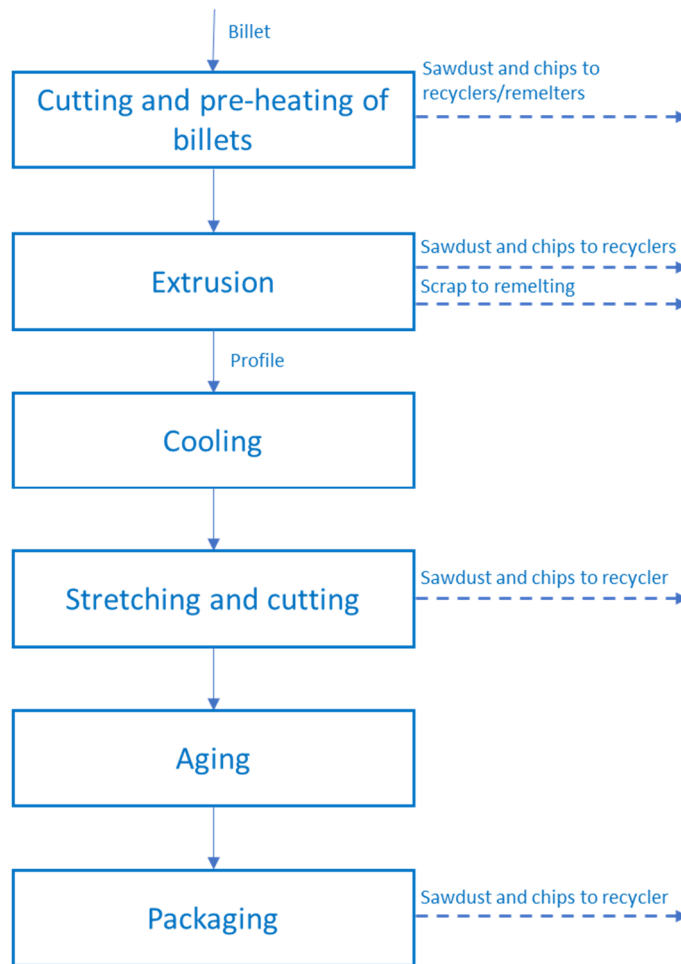 Billet
Cutting and pre-heating of
billets
Sawdust and chips to
recyclers/remelters
Extrusion
Sawdust and chips to recyclers
Scrap to remelting
Profile
Cooling
Stretching and cutting
Sawdust and chips to recycler
Aging
Packaging
Sawdust and chips to recycler